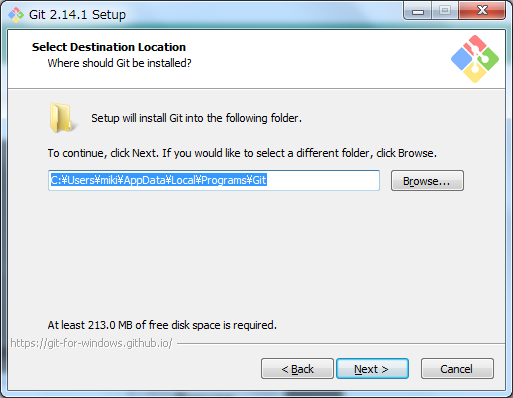 Git 2.14.1 Setup
Select Destination Location
Where should Git be installed?
Setup will install Git into the following folder.
To continue, click Next. If you would like to select a different folder, click Browse.
C:¥Users¥miki¥AppData¥Local¥Programs¥Git
Browse...
At least 213.0 MB of free disk space is required.
https://git-for-windows.github.io/
< Back
Next >
Cancel